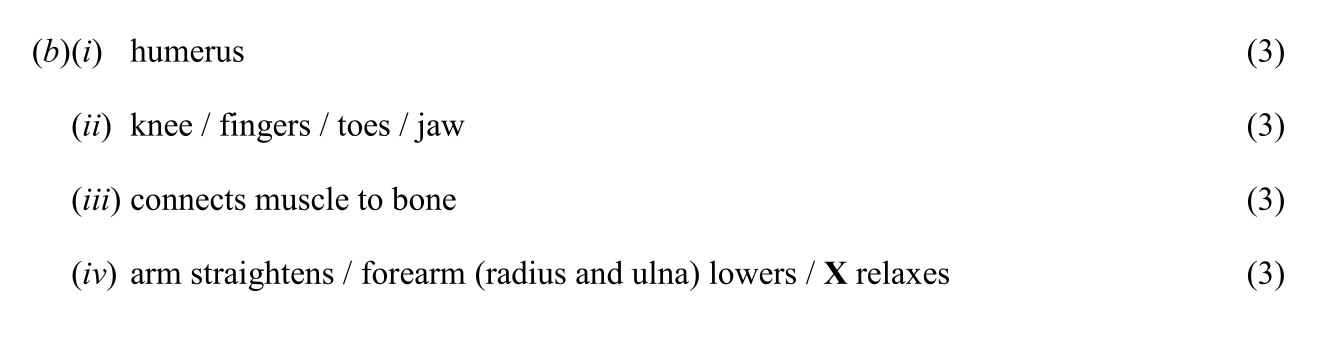 (b)(i) humerus (3)
(ii) knee / fingers / toes / jaw (3)
(iii) connects muscle to bone (3)
(iv) arm straightens / forearm (radius and ulna) lowers / X relaxes (3)